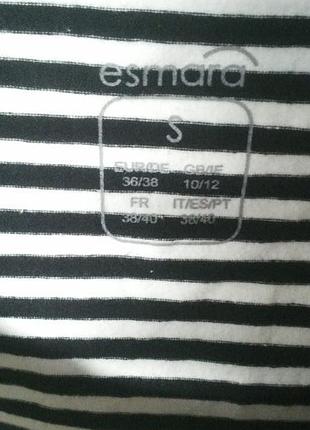 esmara
S
EUR/DE GB/IE
36/38 10/12
FR IT/ES/PT
38/40 38/40